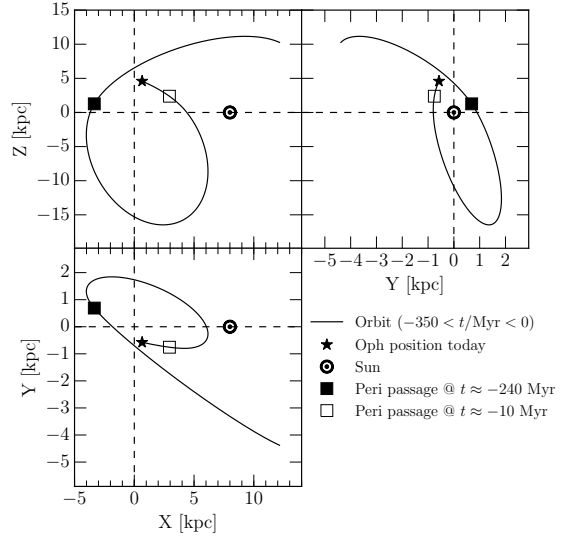 15
10
5
0
−5
−10
−15
Z [kpc]
−5 −4 −3 −2 −1 0 1 2
Y [kpc]
2
1
0
−1
−2
−3
−4
−5
Y [kpc]
−5 0 5 10
X [kpc]
Orbit (−350 < t/Myr < 0)
Oph position today
Sun
Peri passage @ t ≈ −240 Myr
Peri passage @ t ≈ −10 Myr